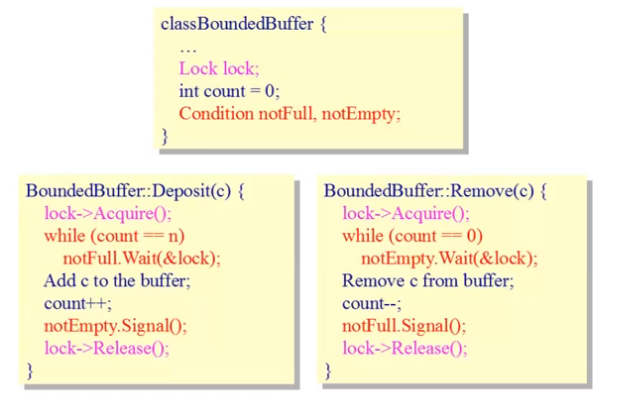 classBoundedBuffer {
...
Lock lock;
int count = 0;
Condition notFull, notEmpty;
}
BoundedBuffer::Deposit(c) {
lock->Acquire();
while (count == n)
notFull.Wait(&lock);
Add c to the buffer;
count++;
notEmpty.Signal();
lock->Release();
}
BoundedBuffer::Remove(c) {
lock->Acquire();
while (count == 0)
notEmpty.Wait(&lock);
Remove c from buffer;
count--;
notFull.Signal();
lock->Release();
}